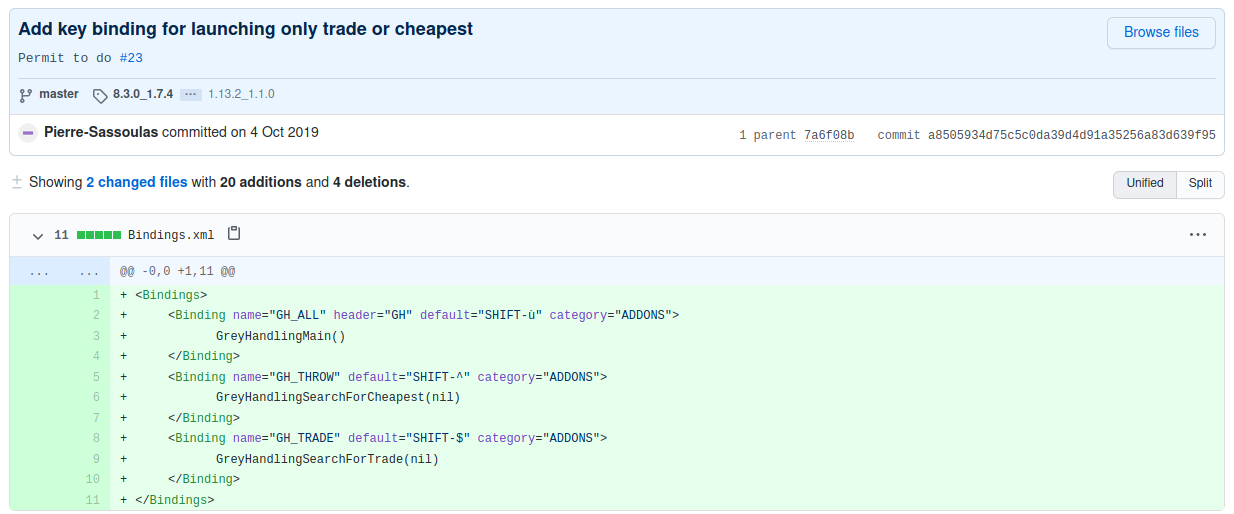 Add key binding for launching only trade or cheapest
Browse files
Permit to do #23
master 8.3.0_1.7.4 ··· 1.13.2_1.1.0
Pierre-Sassoulas committed on 4 Oct 2019
1 parent 7a6f08b commit a8505934d75c5c0da39d4d91a35256a83d639f95
Showing 2 changed files with 20 additions and 4 deletions.
Unified Split
11 Bindings.xml ···
... ... @@ -0,0 +1,11 @@
1 + <Bindings>
2 + <Binding name="GH_ALL" header="GH" default="SHIFT-ù" category="ADDONS">
3 + GreyHandlingMain()
4 + </Binding>
5 + <Binding name="GH_THROW" default="SHIFT-^" category="ADDONS">
6 + GreyHandlingSearchForCheapest(nil)
7 + </Binding>
8 + <Binding name="GH_TRADE" default="SHIFT-$" category="ADDONS">
9 + GreyHandlingSearchForTrade(nil)
10 + </Binding>
11 + </Bindings>